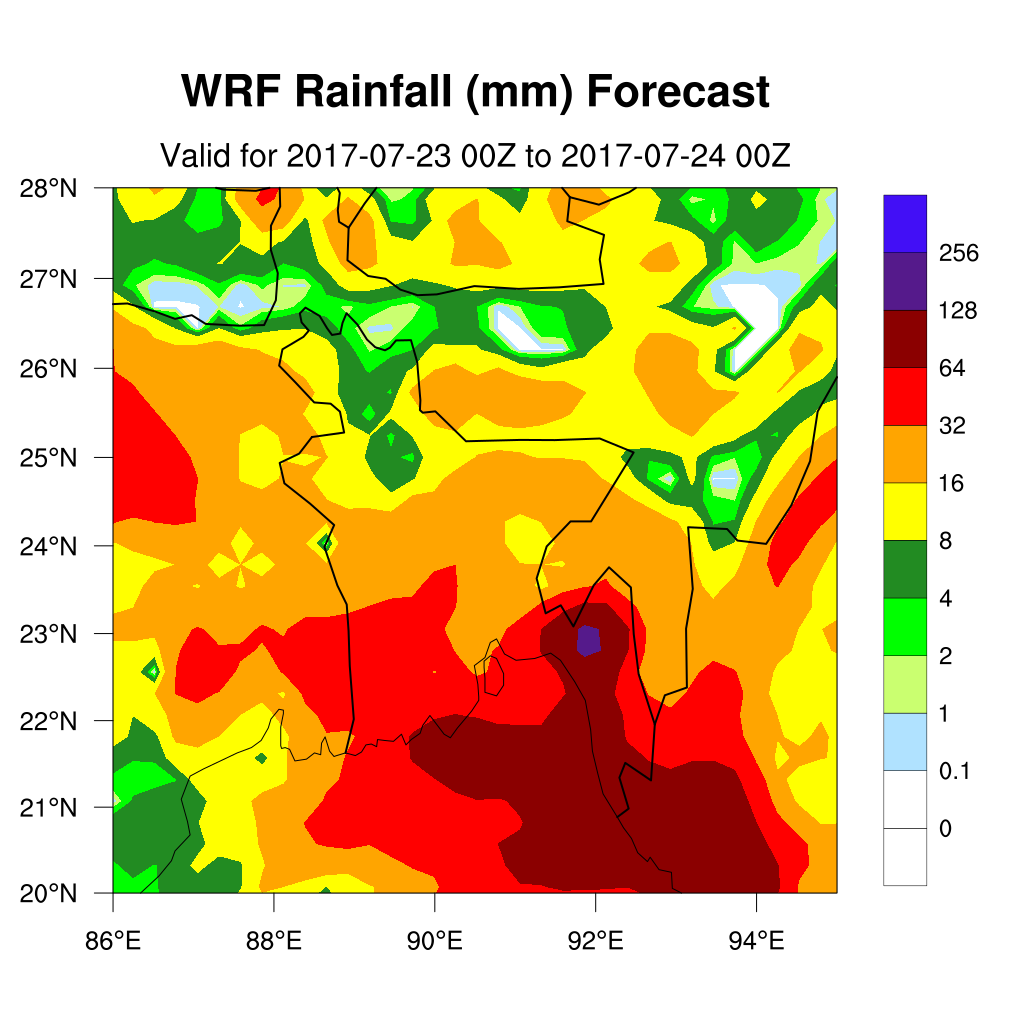 WRF Rainfall (mm) Forecast
Valid for 2017-07-23 00Z to 2017-07-24 00Z
28°N
27°N
26°N
25°N
24°N
23°N
22°N
21°N
20°N
86°E 88°E 90°E 92°E 94°E
256
128
64
32
16
8
4
2
1
0.1
0